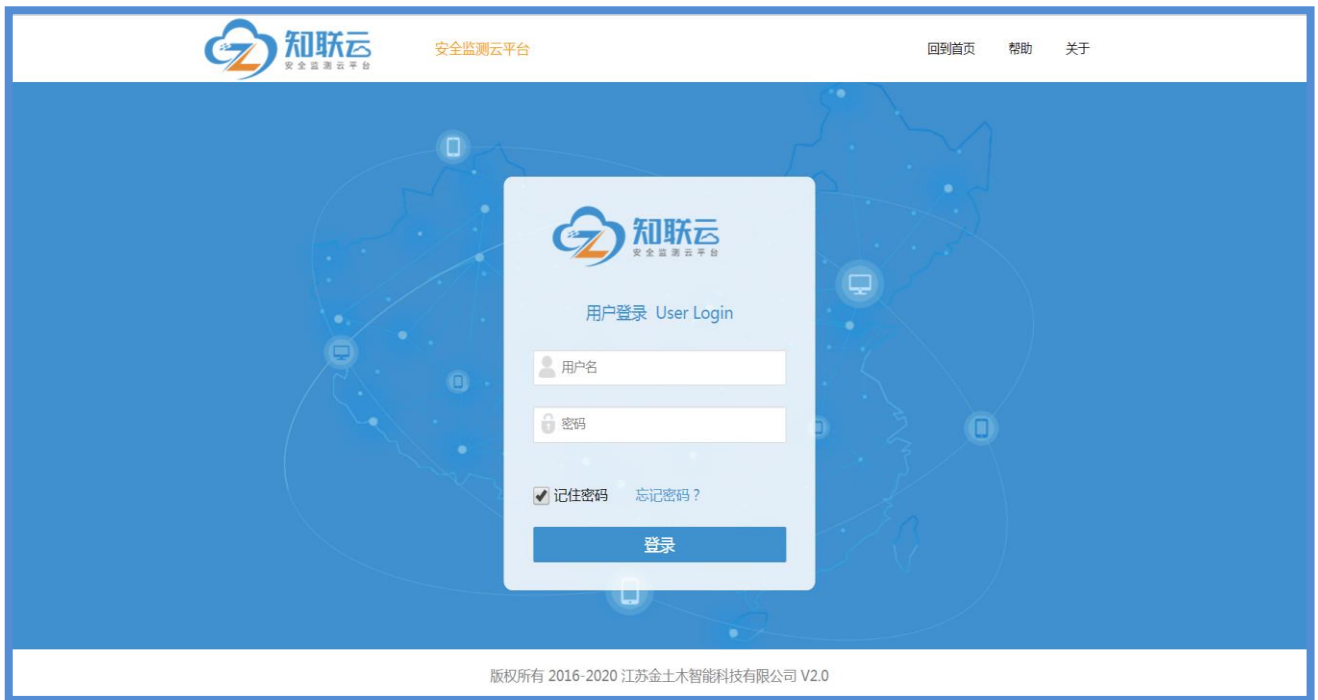 知联云
安全监测云平台
安全监测云平台
回到首页 帮助 关于
知联云
安全监测云平台
用户登录 User Login
用户名
密码
记住密码 忘记密码？
登录
版权所有 2016-2020 江苏金土木智能科技有限公司 V2.0